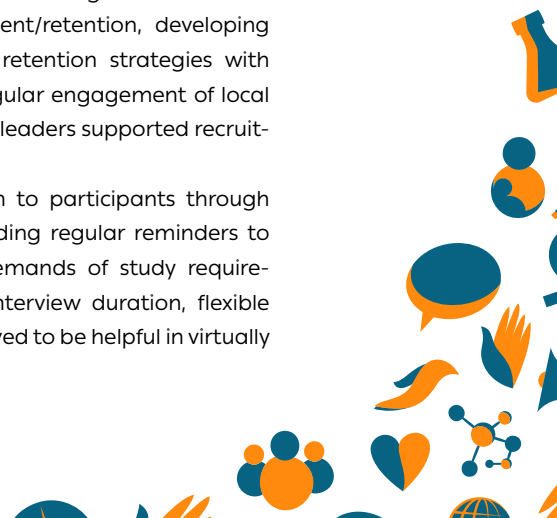 ent/retention, developing
retention strategies with
gular engagement of local
leaders supported recruit-
n to participants through
ding regular reminders to
emands of study require-
nterview duration, flexible
ved to be helpful in virtually